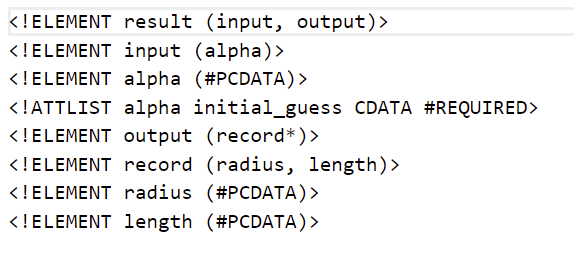 <!ELEMENT result (input, output)>
<!ELEMENT input (alpha)>
<!ELEMENT alpha (#PCDATA)>
<!ATTLIST alpha initial_guess CDATA #REQUIRED>
<!ELEMENT output (record*)>
<!ELEMENT record (radius, length)>
<!ELEMENT radius (#PCDATA)>
<!ELEMENT length (#PCDATA)>